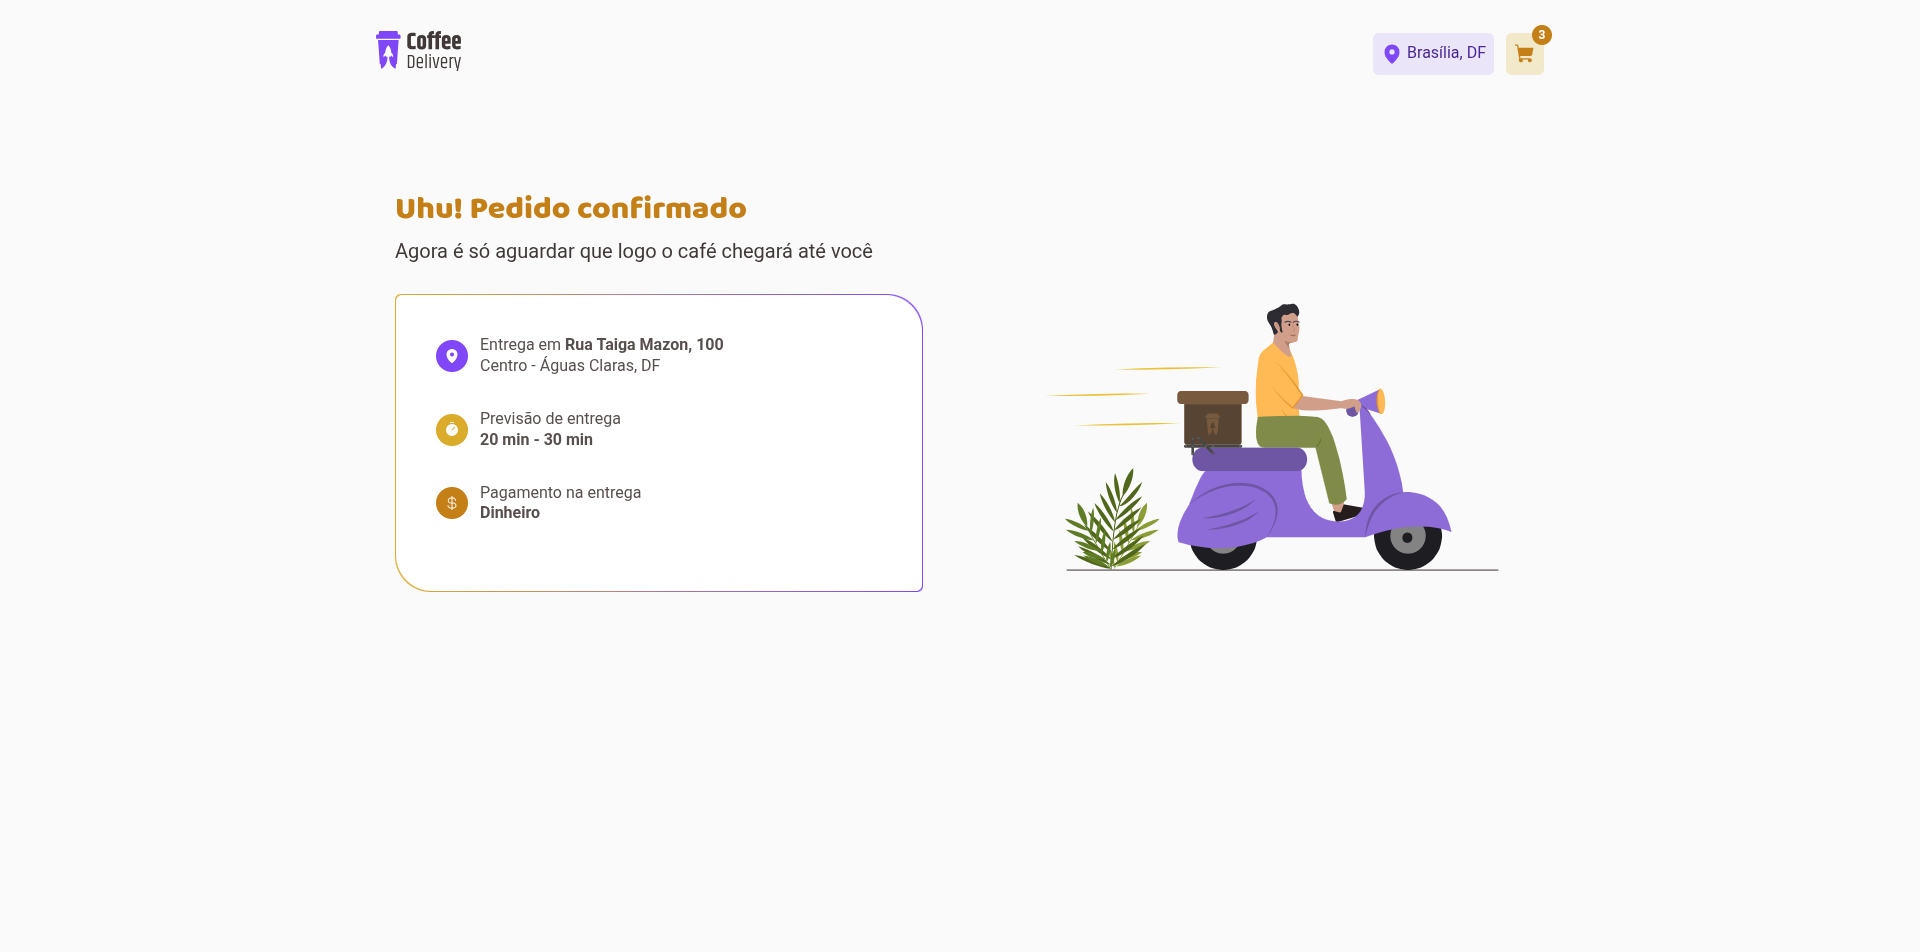 Coffee
Delivery
Brasília, DF
3
Uhu! Pedido confirmado
Agora é só aguardar que logo o café chegará até você
Entrega em Rua Taiga Mazon, 100
Centro - Águas Claras, DF
Previsão de entrega
20 min - 30 min
Pagamento na entrega
Dinheiro